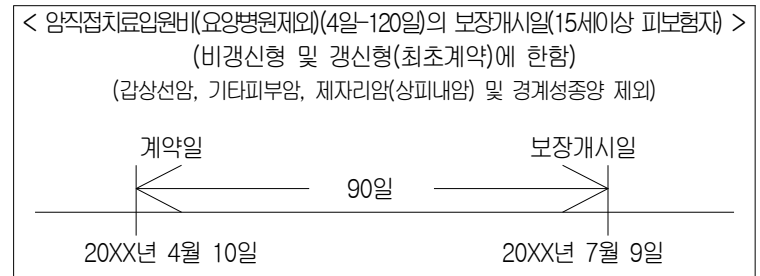 < 암직접치료입원비(요양병원제외)(4일-120일)의 보장개시일(15세이상 피보험자) >
(비갱신형 및 갱신형(최초계약)에 한함)
(갑상선암, 기타피부암, 제자리암(상피내암) 및 경계성종양 제외)
계약일 보장개시일
90일
20XX년 4월 10일 20XX년 7월 9일